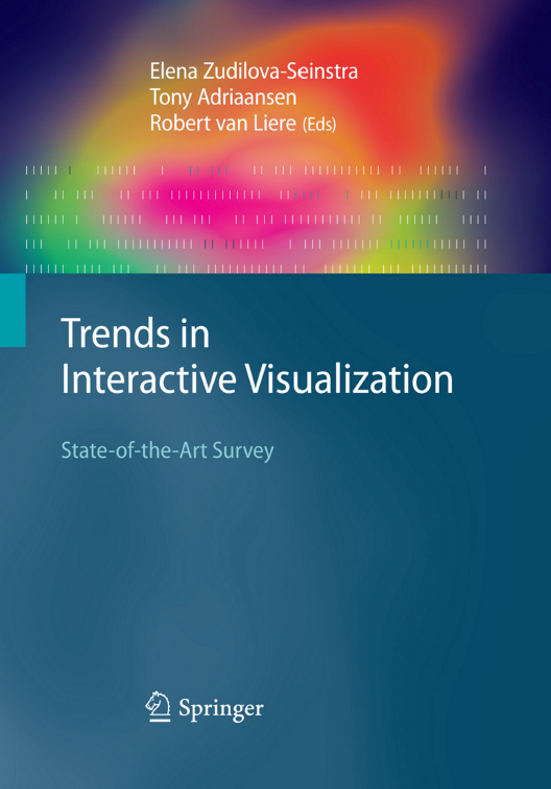 Elena Zudilova-Seinstra
Tony Adriaansen
Robert van Liere (Eds)
Trends in
Interactive Visualization
State-of-the-Art Survey
Springer